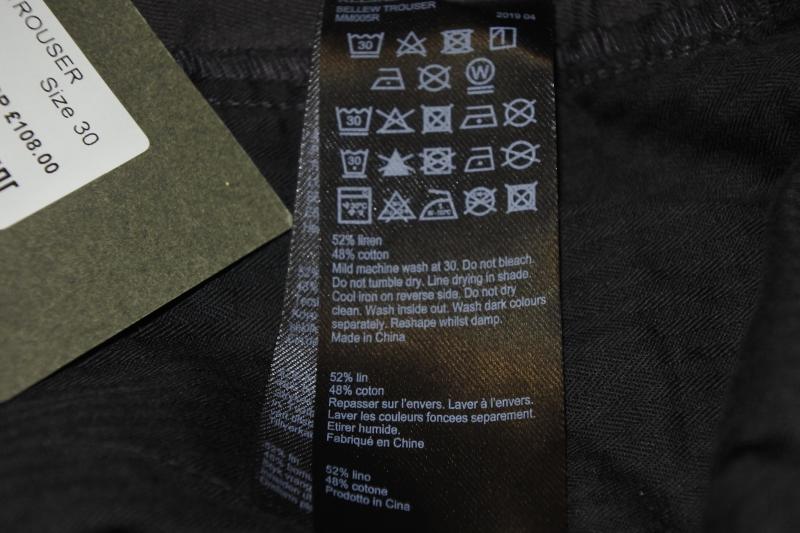 TROUSER
Size 30
£108.00
BELLEW TROUSER
MM005R
2019 04
30
W
30
30
52% linen
48% cotton
Mild machine wash at 30. Do not bleach.
Do not tumble dry. Line drying in shade.
Cool iron on reverse side. Do not dry
clean. Wash inside out. Wash dark colours
separately. Reshape whilst damp.
Made in China
52% lin
48% coton
Repasser sur l'envers. Laver à l'envers.
Laver les couleurs foncees separement.
Etirer humide.
Fabriqué en Chine
52% lino
48% cotone
Prodotto in Cina